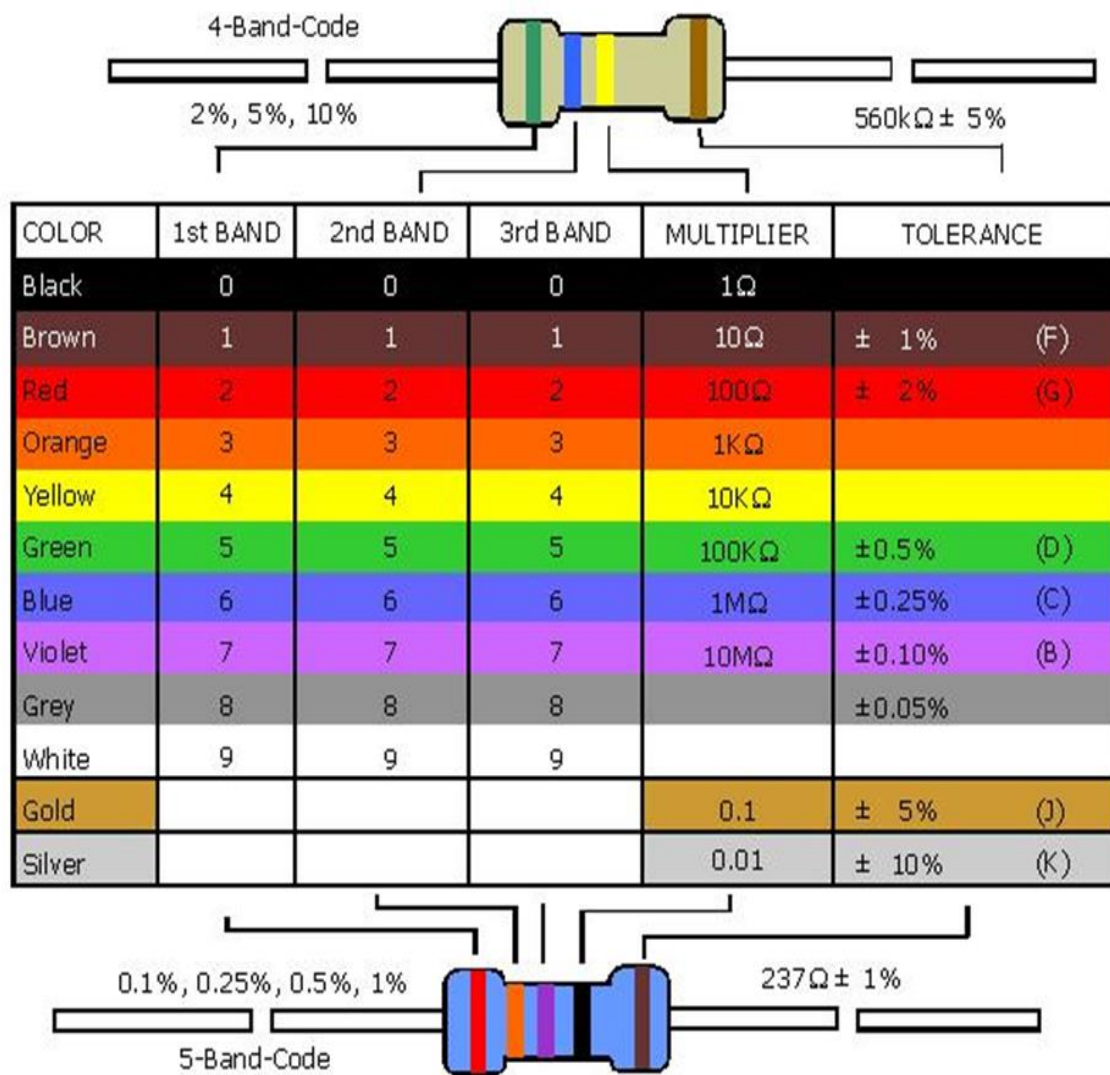 4-Band-Code
2%, 5%, 10%
560kΩ ± 5%
COLOR 1st BAND 2nd BAND 3rd BAND MULTIPLIER TOLERANCE
Black 0 0 0 1Ω
Brown 1 1 1 10Ω ± 1% (F)
Red 2 2 2 100Ω ± 2% (G)
Orange 3 3 3 1KΩ
Yellow 4 4 4 10KΩ
Green 5 5 5 100KΩ ±0.5% (D)
Blue 6 6 6 1MΩ ±0.25% (C)
Violet 7 7 7 10MΩ ±0.10% (B)
Grey 8 8 8 ±0.05%
White 9 9 9
Gold 0.1 ± 5% (J)
Silver 0.01 ± 10% (K)
0.1%, 0.25%, 0.5%, 1%
237Ω ± 1%
5-Band-Code